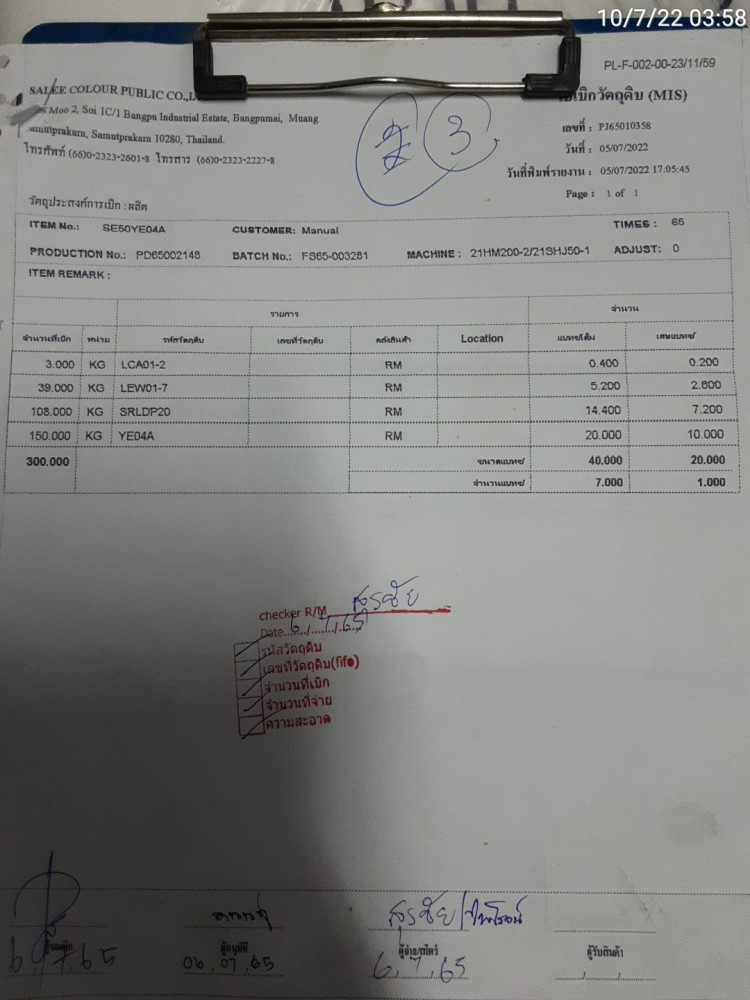 10/7/22 03:58
PL-F-002-00-23/11/59
SALEE COLOUR PUBLIC CO.,L
เบิกวัตถุดิบ (MIS)
Moo 2, Soi 1C/1 Bangpu Industrial Estate, Bangpumai, Muang
Samutprakarn, Samutprakarn 10280, Thailand.
โทรศัพท์ (66)0-2323-2601-8 โทรสาร (66)0-2323-2227-8
เลขที่ : PJ65010358
วันที่ : 05/07/2022
วันที่พิมพ์รายงาน : 05/07/2022 17:05:45
Page : 1 of 1
3
วัตถุประสงค์การเบิก : ผลิต
ITEM No.: SE50YE04A CUSTOMER: Manual TIMES : 65
PRODUCTION No.: PD65002148 BATCH No.: FS65-003281 MACHINE : 21HM200-2/21SHJ50-1 ADJUST: 0
ITEM REMARK :
รายการ จำนวน
จำนวนที่เบิก หน่วย รหัสวัตถุดิบ เลขที่วัตถุดิบ คลังสินค้า Location แบทช์เต็ม เศษแบทช์
3.000 KG LCA01-2 RM 0.400 0.200
39.000 KG LEW01-7 RM 5.200 2.600
108.000 KG SRLDP20 RM 14.400 7.200
150.000 KG YE04A RM 20.000 10.000
300.000 ขนาดแบทช์ 40.000 20.000
จำนวนแบทช์ 7.000 1.000
checker R/M สุรชัย
Date 6 / 7 / 65
รหัสวัตถุดิบ
เลขที่วัตถุดิบ(fifo)
จำนวนที่เบิก
จำนวนที่จ่าย
ความสะอาด
สุรชัย/ไพโรจน์
ผู้อนุมัติ ผู้จ่าย/สโตร์ ผู้รับสินค้า
6, 7, 65 06, 07, 65 6, 7, 65